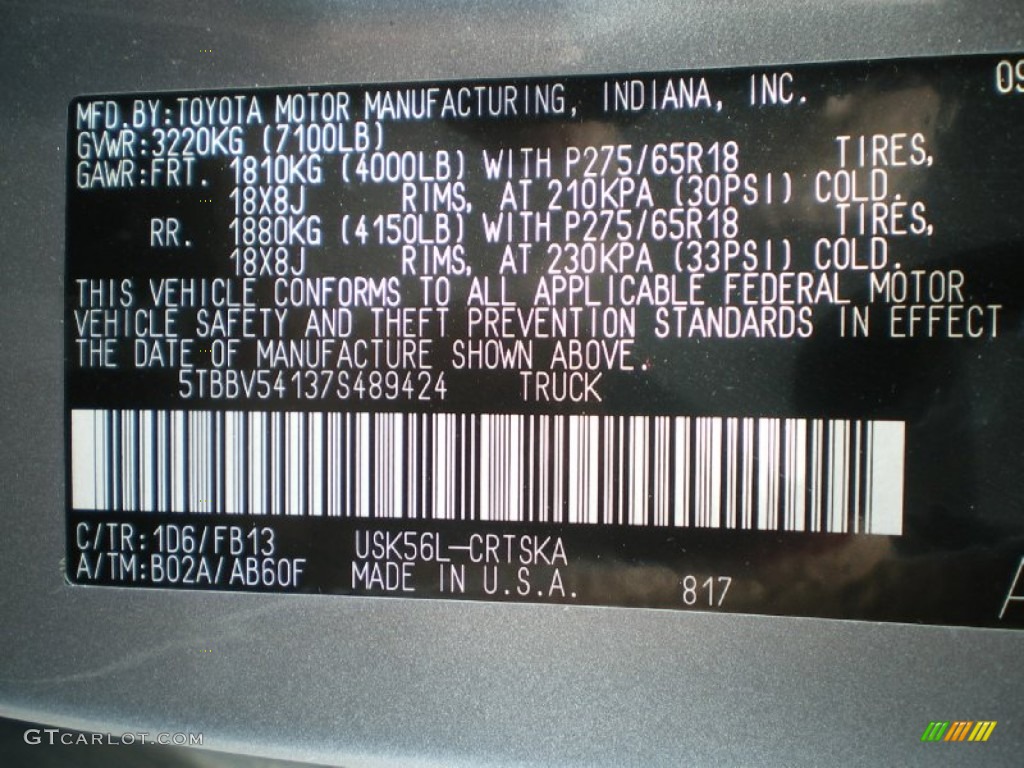 09
MFD.BY:TOYOTA MOTOR MANUFACTURING, INDIANA, INC.
GVWR:3220KG (7100LB)
GAWR:FRT. 1810KG (4000LB) WITH P275/65R18 TIRES,
18X8J RIMS, AT 210KPA (30PSI) COLD.
RR. 1880KG (4150LB) WITH P275/65R18 TIRES,
18X8J RIMS, AT 230KPA (33PSI) COLD.
THIS VEHICLE CONFORMS TO ALL APPLICABLE FEDERAL MOTOR
VEHICLE SAFETY AND THEFT PREVENTION STANDARDS IN EFFECT
THE DATE OF MANUFACTURE SHOWN ABOVE.
5TBBV54137S489424 TRUCK
C/TR:1D6/FB13 USK56L-CRTSKA
A/TM:B02A/AB60F MADE IN U.S.A. 817
GTCARLOT.COM